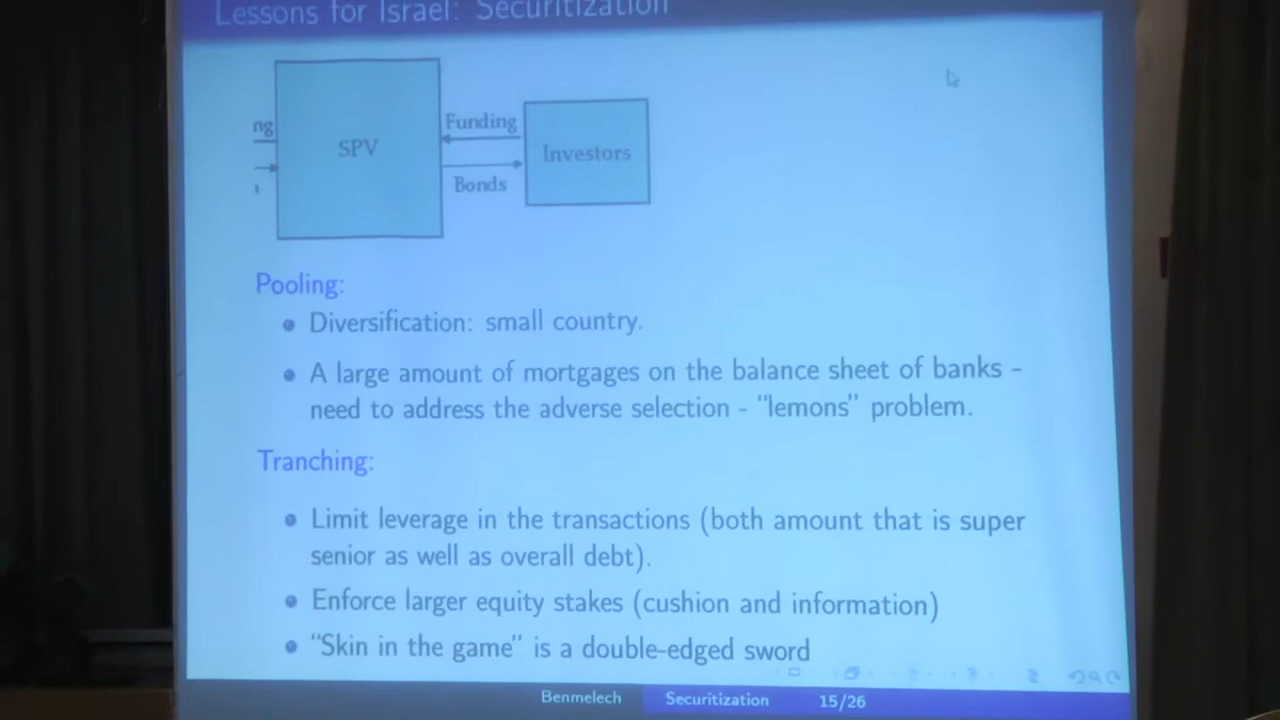 Lessons for Israel: Securitization
ng
SPV
Funding
Bonds
Investors
Pooling:
Diversification: small country.
A large amount of mortgages on the balance sheet of banks -
need to address the adverse selection - "lemons" problem.
Tranching:
Limit leverage in the transactions (both amount that is super
senior as well as overall debt).
Enforce larger equity stakes (cushion and information)
"Skin in the game" is a double-edged sword
Benmelech Securitization 15/26